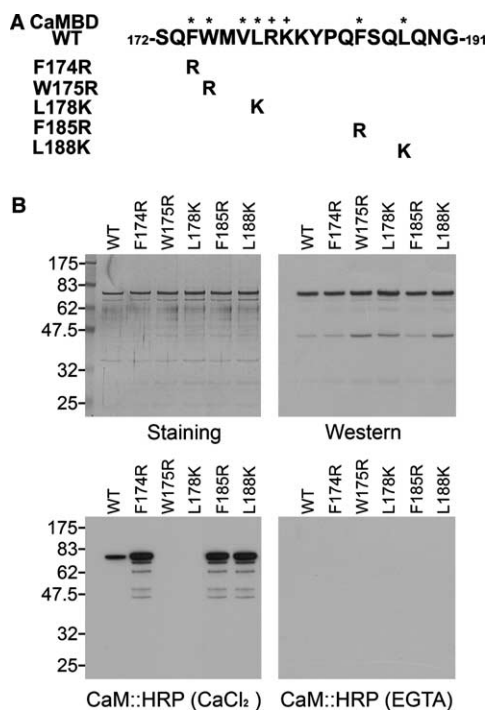 A CaMBD * * * * + + * *
WT 172-SQFWMVLRKKYPQFSQLQNG-191
F174R R
W175R R
L178K K
F185R R
L188K K
B
WT F174R W175R L178K F185R L188K WT F174R W175R L178K F185R L188K
175
83
62
47.5
32
25
Staining Western
WT F174R W175R L178K F185R L188K WT F174R W175R L178K F185R L188K
175
83
62
47.5
32
25
CaM::HRP (CaCl₂ ) CaM::HRP (EGTA)